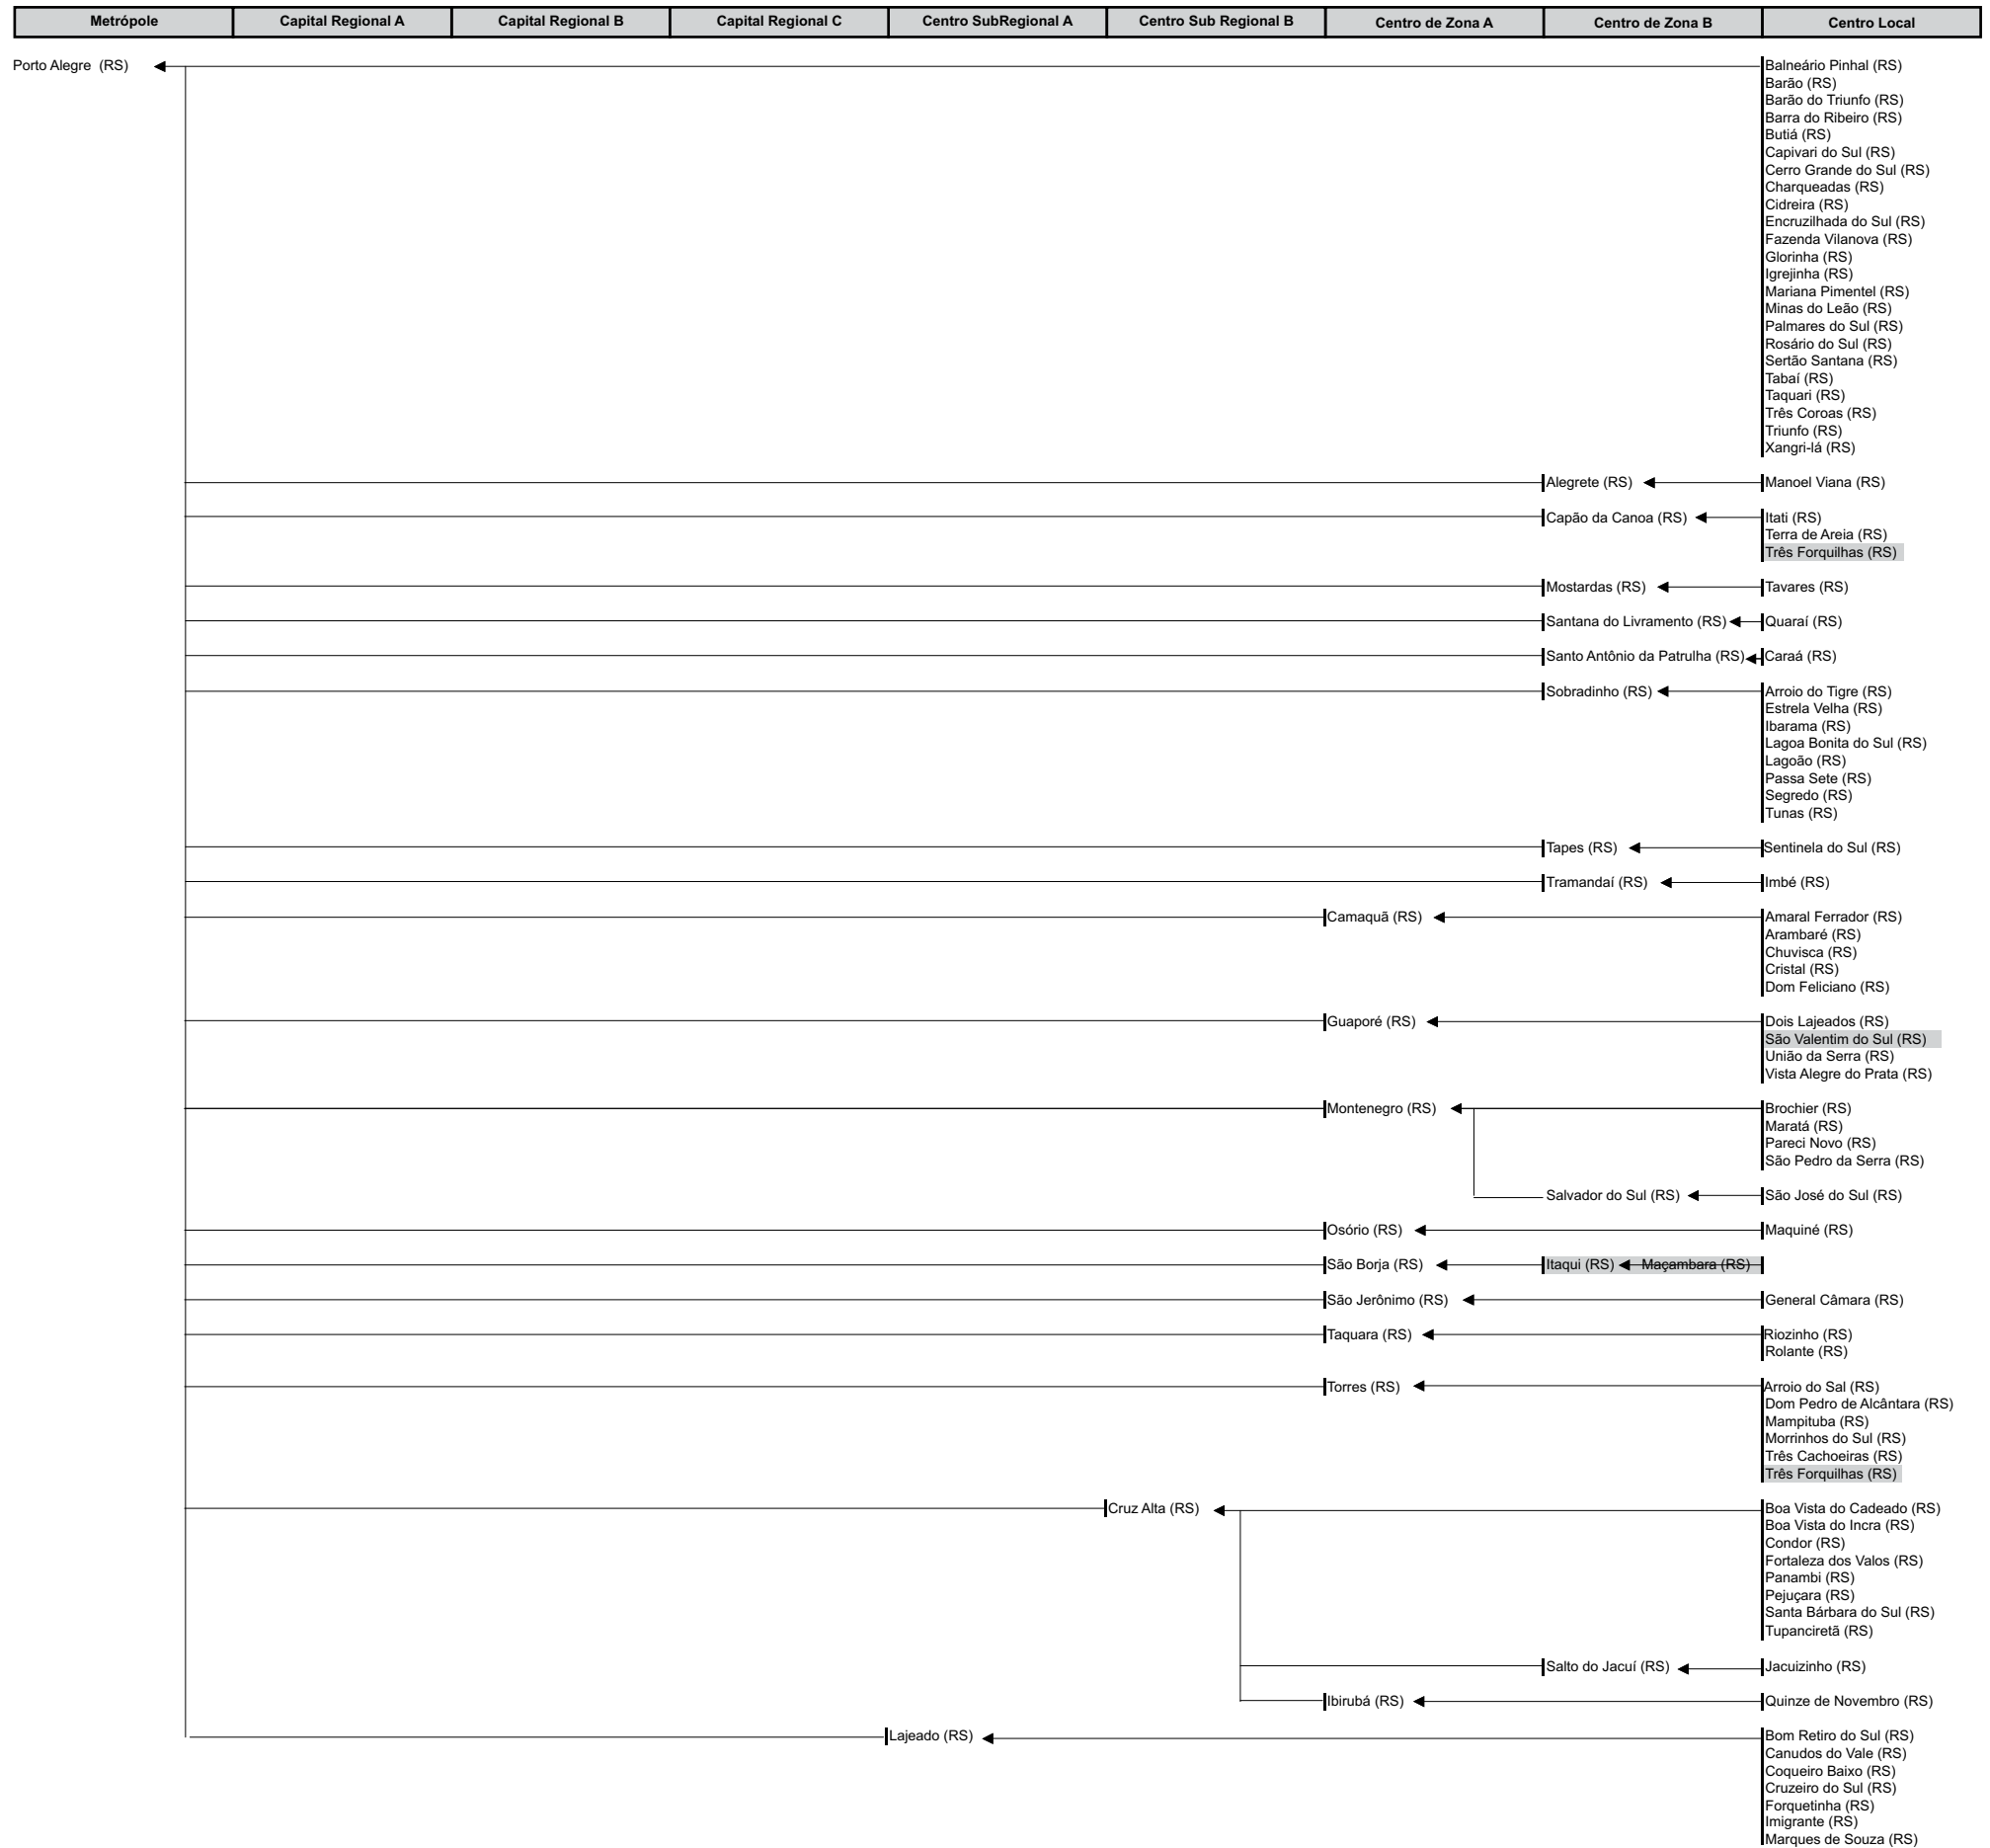 Metrópole Capital Regional A Capital Regional B Capital Regional C Centro SubRegional A Centro Sub Regional B Centro de Zona A Centro de Zona B Centro Local
Porto Alegre (RS) Balneário Pinhal (RS)
Barão (RS)
Barão do Triunfo (RS)
Barra do Ribeiro (RS)
Butiá (RS)
Capivari do Sul (RS)
Cerro Grande do Sul (RS)
Charqueadas (RS)
Cidreira (RS)
Encruzilhada do Sul (RS)
Fazenda Vilanova (RS)
Glorinha (RS)
Igrejinha (RS)
Mariana Pimentel (RS)
Minas do Leão (RS)
Palmares do Sul (RS)
Rosário do Sul (RS)
Sertão Santana (RS)
Tabaí (RS)
Taquari (RS)
Três Coroas (RS)
Triunfo (RS)
Xangri-lá (RS)
Alegrete (RS) Manoel Viana (RS)
Capão da Canoa (RS) Itati (RS)
Terra de Areia (RS)
Três Forquilhas (RS)
Mostardas (RS) Tavares (RS)
Santana do Livramento (RS) Quaraí (RS)
Santo Antônio da Patrulha (RS) Caraá (RS)
Sobradinho (RS) Arroio do Tigre (RS)
Estrela Velha (RS)
Ibarama (RS)
Lagoa Bonita do Sul (RS)
Lagoão (RS)
Passa Sete (RS)
Segredo (RS)
Tunas (RS)
Tapes (RS) Sentinela do Sul (RS)
Tramandaí (RS) Imbé (RS)
Camaquã (RS) Amaral Ferrador (RS)
Arambaré (RS)
Chuvisca (RS)
Cristal (RS)
Dom Feliciano (RS)
Guaporé (RS) Dois Lajeados (RS)
São Valentim do Sul (RS)
União da Serra (RS)
Vista Alegre do Prata (RS)
Montenegro (RS) Brochier (RS)
Maratá (RS)
Pareci Novo (RS)
São Pedro da Serra (RS)
Salvador do Sul (RS) São José do Sul (RS)
Osório (RS) Maquiné (RS)
São Borja (RS) Itaqui (RS) Maçambara (RS)
São Jerônimo (RS) General Câmara (RS)
Taquara (RS) Riozinho (RS)
Rolante (RS)
Torres (RS) Arroio do Sal (RS)
Dom Pedro de Alcântara (RS)
Mampituba (RS)
Morrinhos do Sul (RS)
Três Cachoeiras (RS)
Três Forquilhas (RS)
Cruz Alta (RS) Boa Vista do Cadeado (RS)
Boa Vista do Incra (RS)
Condor (RS)
Fortaleza dos Valos (RS)
Panambi (RS)
Pejuçara (RS)
Santa Bárbara do Sul (RS)
Tupanciretã (RS)
Salto do Jacuí (RS) Jacuizinho (RS)
Ibirubá (RS) Quinze de Novembro (RS)
Lajeado (RS) Bom Retiro do Sul (RS)
Canudos do Vale (RS)
Coqueiro Baixo (RS)
Cruzeiro do Sul (RS)
Forquetinha (RS)
Imigrante (RS)
Marques de Souza (RS)